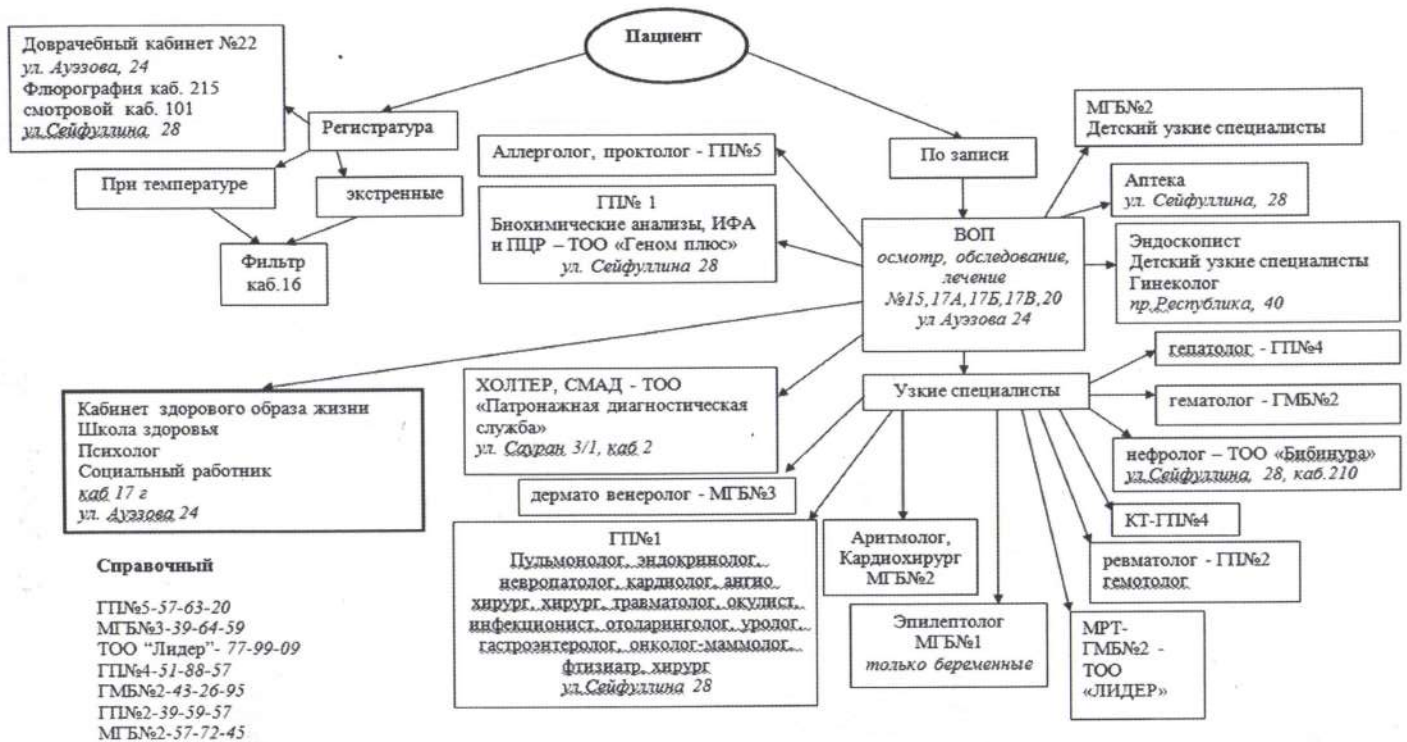 Пациент
Доврачебный кабинет №22
ул. Ауэзова, 24
Флюрография каб. 215
смотровой каб. 101
ул.Сейфуллина, 28
Регистратура
При температуре
экстренные
Фильтр
каб.16
По записи
Аллерголог, проктолог - ГП№5
ГП№ 1
Биохимические анализы, ИФА
и ПЦР – ТОО «Геном плюс»
ул. Сейфуллина 28
МГБ№2
Детский узкие специалисты
Аптека
ул. Сейфуллина, 28
ВОП
осмотр, обследование,
лечение
№15,17А,17Б,17В,20
ул Ауэзова 24
Эндоскопист
Детский узкие специалисты
Гинеколог
пр.Республика, 40
Кабинет здорового образа жизни
Школа здоровья
Психолог
Социальный работник
каб 17 г
ул. Ауэзова 24
ХОЛТЕР, СМАД - ТОО
«Патронажная диагностическая
служба»
ул. Сауран 3/1, каб 2
Узкие специалисты
гепатолог - ГП№4
гематолог - ГМБ№2
нефролог – ТОО «Бибинура»
ул.Сейфуллина, 28, каб.210
КТ-ГП№4
ревматолог - ГП№2
гемотолог
МРТ-
ГМБ№2 -
ТОО
«ЛИДЕР»
дермато венеролог - МГБ№3
ГП№1
Пульмонолог, эндокринолог,
невропатолог, кардиолог, ангио
хирург, хирург, травматолог, окулист,
инфекционист, отоларинголог, уролог,
гастроэнтеролог, онколог-маммолог,
фтизиатр, хирург
ул.Сейфуллина 28
Аритмолог,
Кардиохирург
МГБ№2
Эпилептолог
МГБ№1
только беременные
Справочный
ГП№5-57-63-20
МГБ№3-39-64-59
ТОО “Лидер”- 77-99-09
ГП№4-51-88-57
ГМБ№2-43-26-95
ГП№2-39-59-57
МГБ№2-57-72-45